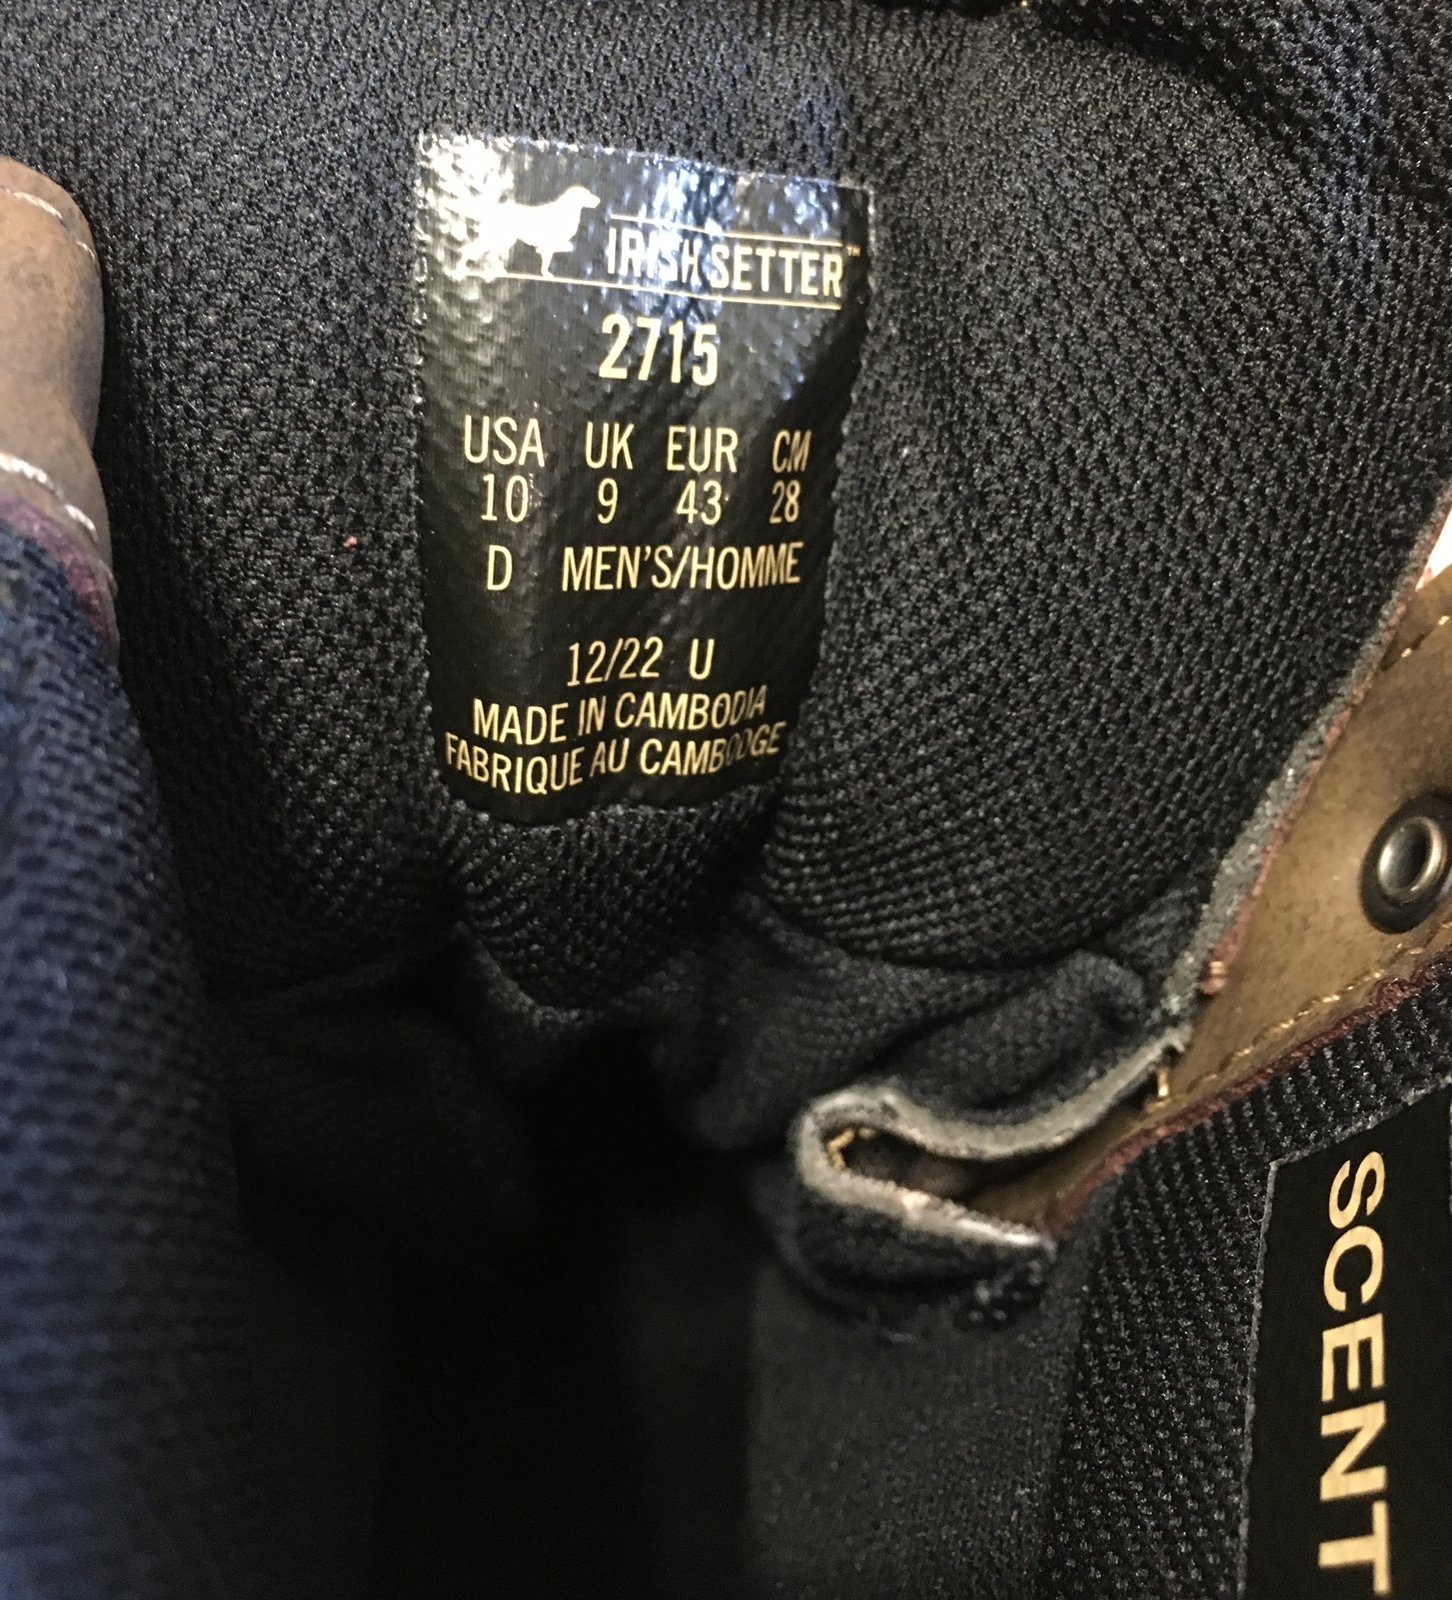 IRISH SETTER™
2715
USA UK EUR CM
10 9 43 28
D MEN'S/HOMME
12/22 U
MADE IN CAMBODIA
FABRIQUE AU CAMBODGE
SCENT